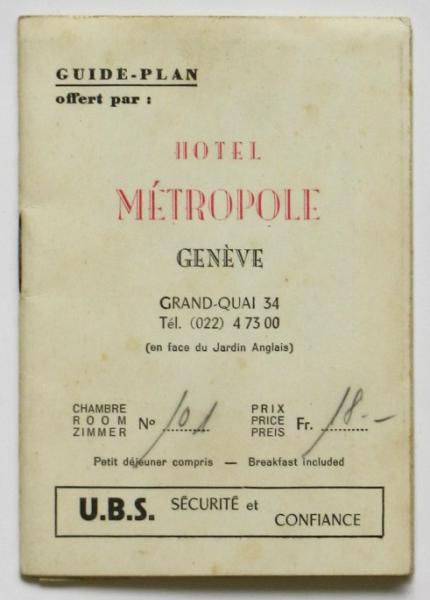 GUIDE-PLAN
offert par :
HOTEL
MÉTROPOLE
GENÈVE
GRAND-QUAI 34
Tél. (022) 4 73 00
(en face du Jardin Anglais)
CHAMBRE
ROOM
ZIMMER
Nº 101
PRIX
PRICE
PREIS
Fr. 18.-
Petit déjeuner compris — Breakfast included
U.B.S. SÉCURITÉ et
CONFIANCE